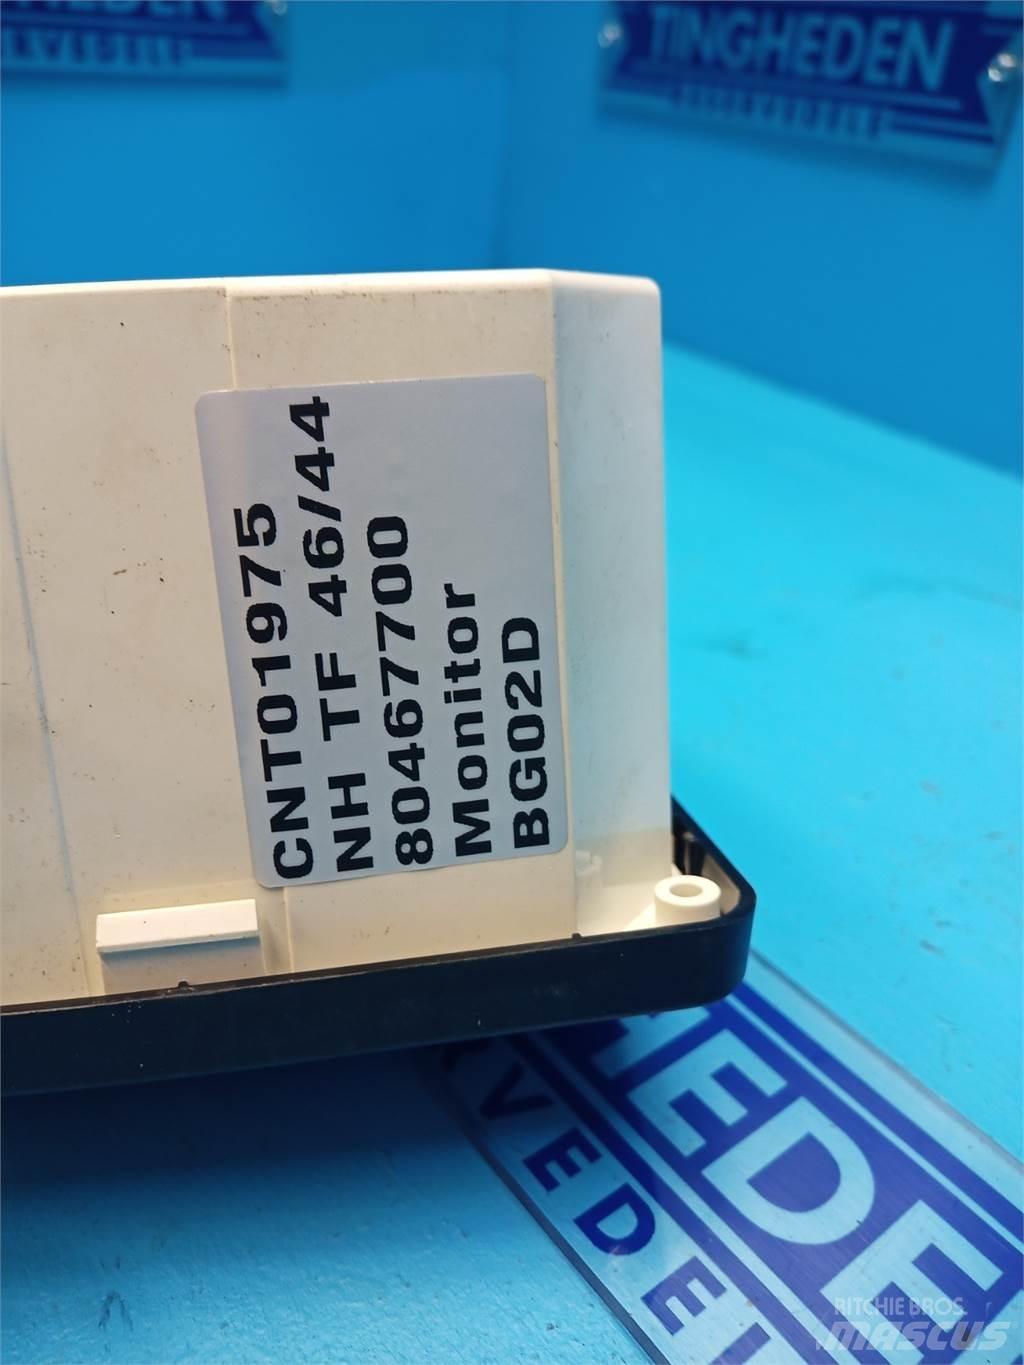 TINGHEDEN
CNT01975
NH TF 46/44
80467700
Monitor
BG02D
RITCHIE BROS.
MASCUS